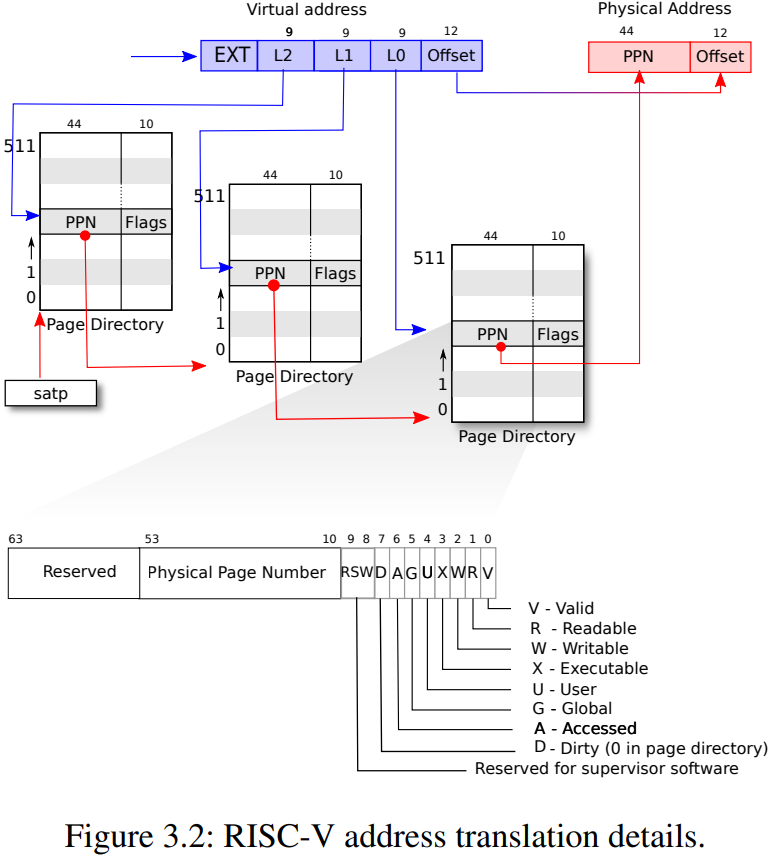 Virtual address
Physical Address
9 9 9 12
44 12
EXT L2 L1 L0 Offset
PPN Offset
44 10
511
PPN Flags
1
0
Page Directory
satp
44 10
511
PPN Flags
1
0
Page Directory
44 10
511
PPN Flags
1
0
Page Directory
63 53 10 9 8 7 6 5 4 3 2 1 0
Reserved Physical Page Number RSW D A G U X W R V
V - Valid
R - Readable
W - Writable
X - Executable
U - User
G - Global
A - Accessed
D - Dirty (0 in page directory)
Reserved for supervisor software
Figure 3.2: RISC-V address translation details.